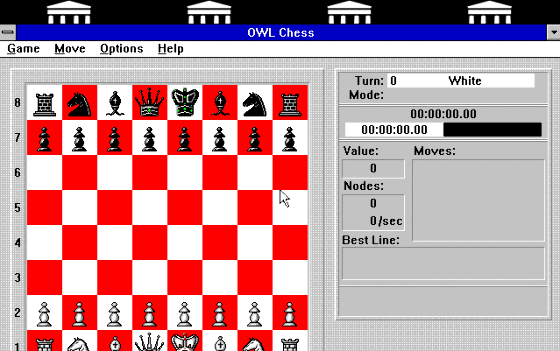 OWL Chess
Game Move Options Help
Turn: 0 White
Mode:
00:00:00.00
00:00:00.00
Value: Moves:
0
Nodes:
0
0/sec
Best Line:
8
7
6
5
4
3
2
1